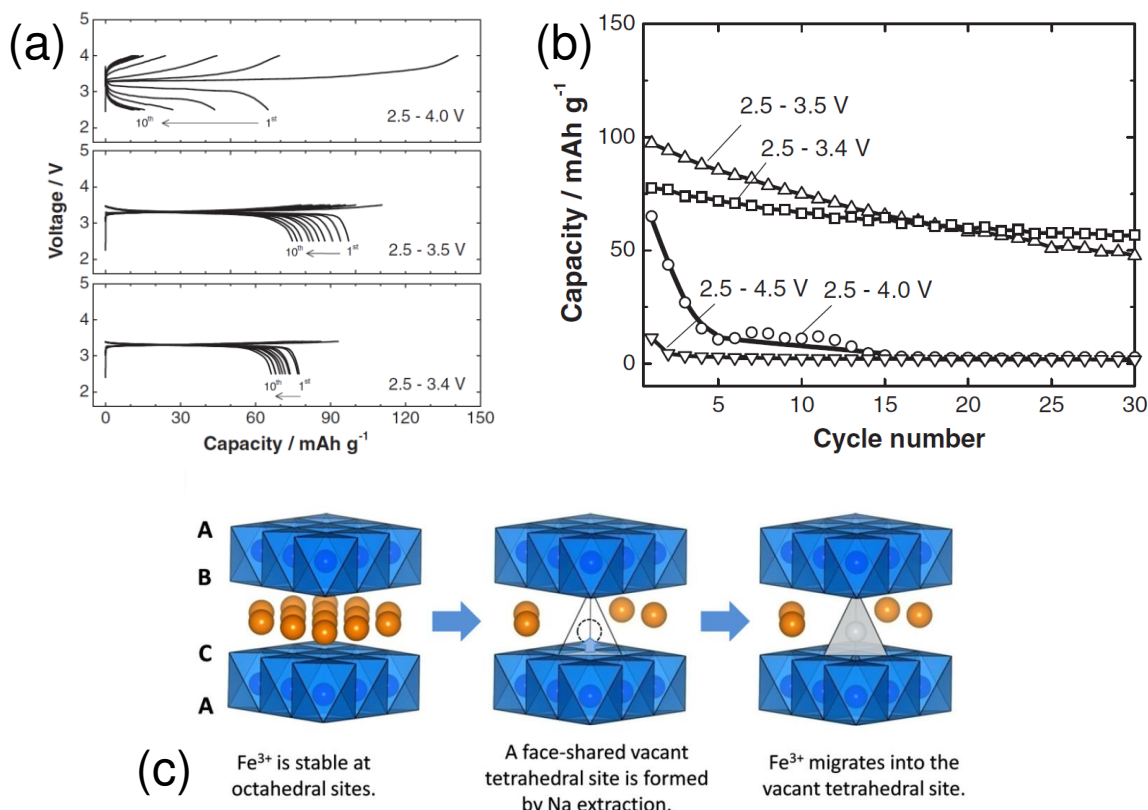 (a)
5
4
3
2
10th
1st
2.5 - 4.0 V
5
4
3
2
10th
1st
2.5 - 3.5 V
5
4
3
2
10th
1st
2.5 - 3.4 V
Voltage / V
0 30 60 90 120 150
Capacity / mAh g-1
(b)
150
100
50
0
Capacity / mAh g-1
2.5 - 3.5 V
2.5 - 3.4 V
2.5 - 4.5 V
2.5 - 4.0 V
5 10 15 20 25 30
Cycle number
A
B
C
A
(c)
Fe3+ is stable at
octahedral sites.
A face-shared vacant
tetrahedral site is formed
by Na extraction.
Fe3+ migrates into the
vacant tetrahedral site.